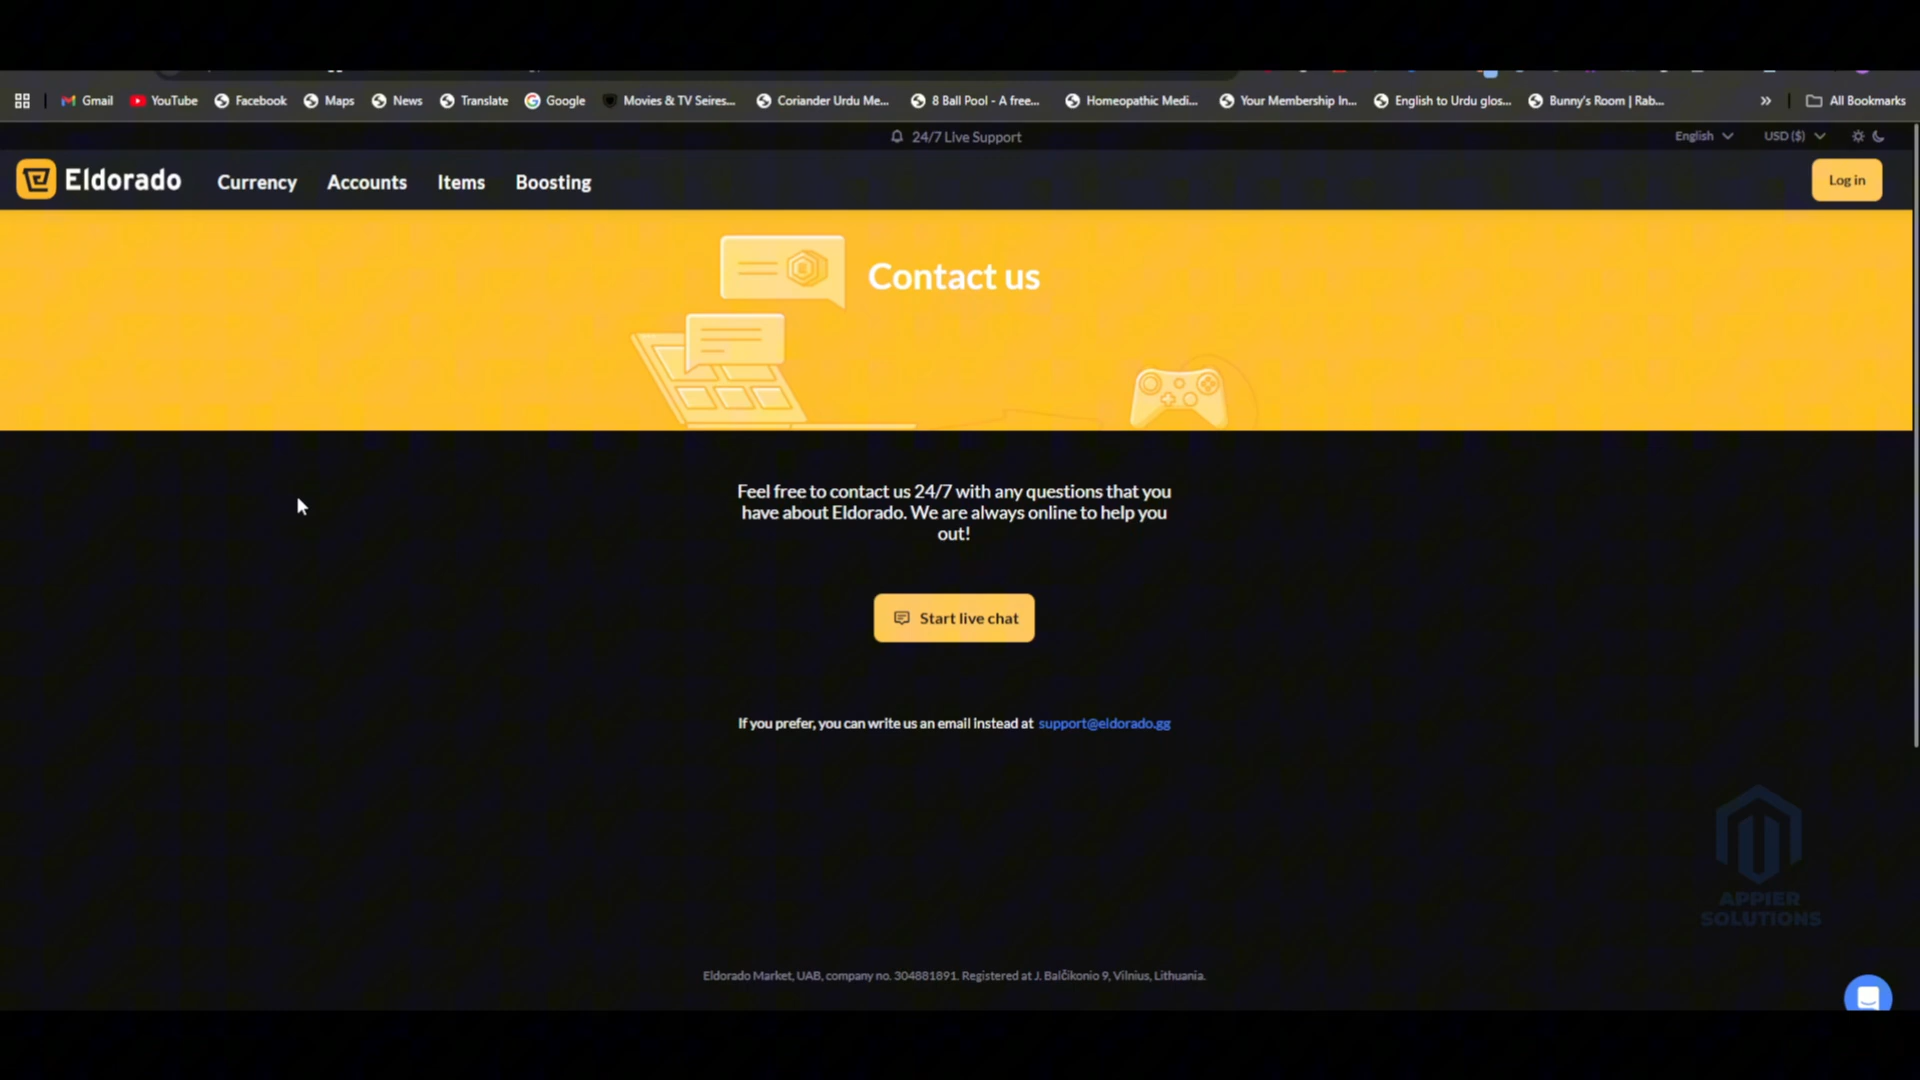 Gmail YouTube Facebook Maps News Translate Google Movies & TV Seires... Coriander Urdu Me... 8 Ball Pool - A free... Homeopathic Medi... Your Membership In... English to Urdu glos... Bunny's Room | Rab... » All Bookmarks
24/7 Live Support English USD ($)
Eldorado Currency Accounts Items Boosting Log in
Contact us
Feel free to contact us 24/7 with any questions that you
have about Eldorado. We are always online to help you
out!
Start live chat
If you prefer, you can write us an email instead at support@eldorado.gg
APPIER
SOLUTIONS
Eldorado Market, UAB, company no. 304881891. Registered at J. Balčikonio 9, Vilnius, Lithuania.